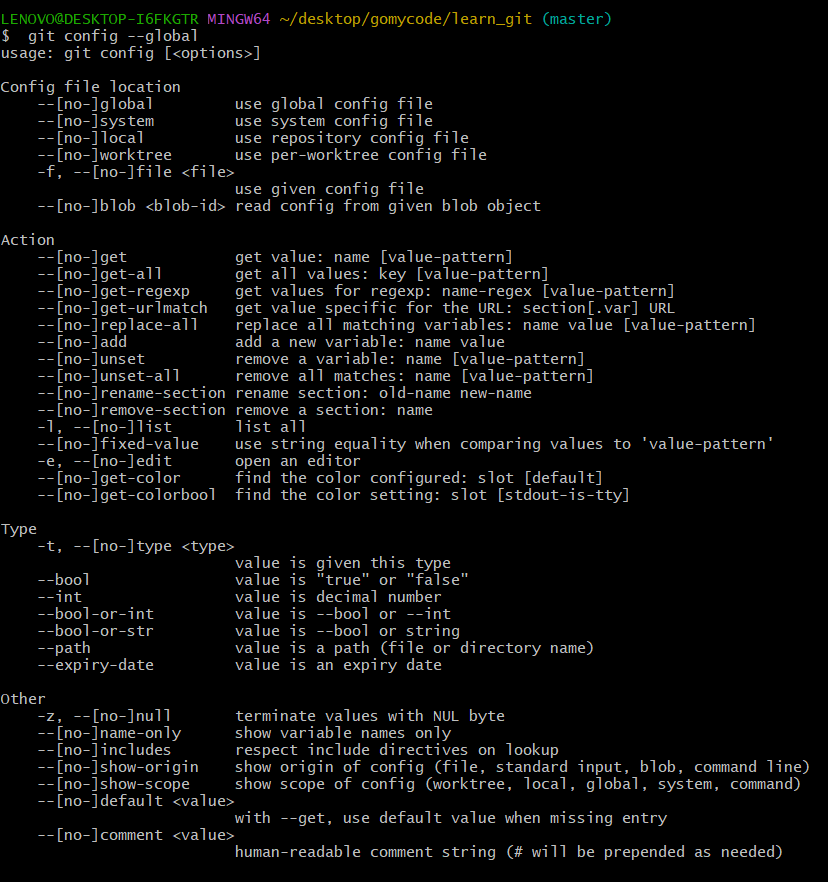 LENOVO@DESKTOP-I6FKGTR MINGW64 ~/desktop/gomycode/learn_git (master)
$  git config --global
usage: git config [<options>]

Config file location
    --[no-]global         use global config file
    --[no-]system         use system config file
    --[no-]local          use repository config file
    --[no-]worktree       use per-worktree config file
    -f, --[no-]file <file>
                          use given config file
    --[no-]blob <blob-id> read config from given blob object

Action
    --[no-]get            get value: name [value-pattern]
    --[no-]get-all        get all values: key [value-pattern]
    --[no-]get-regexp     get values for regexp: name-regex [value-pattern]
    --[no-]get-urlmatch   get value specific for the URL: section[.var] URL
    --[no-]replace-all    replace all matching variables: name value [value-pattern]
    --[no-]add            add a new variable: name value
    --[no-]unset          remove a variable: name [value-pattern]
    --[no-]unset-all      remove all matches: name [value-pattern]
    --[no-]rename-section rename section: old-name new-name
    --[no-]remove-section remove a section: name
    -l, --[no-]list       list all
    --[no-]fixed-value    use string equality when comparing values to 'value-pattern'
    -e, --[no-]edit       open an editor
    --[no-]get-color      find the color configured: slot [default]
    --[no-]get-colorbool  find the color setting: slot [stdout-is-tty]

Type
    -t, --[no-]type <type>
                          value is given this type
    --bool                value is "true" or "false"
    --int                 value is decimal number
    --bool-or-int         value is --bool or --int
    --bool-or-str         value is --bool or string
    --path                value is a path (file or directory name)
    --expiry-date         value is an expiry date

Other
    -z, --[no-]null       terminate values with NUL byte
    --[no-]name-only      show variable names only
    --[no-]includes       respect include directives on lookup
    --[no-]show-origin    show origin of config (file, standard input, blob, command line)
    --[no-]show-scope     show scope of config (worktree, local, global, system, command)
    --[no-]default <value>
                          with --get, use default value when missing entry
    --[no-]comment <value>
                          human-readable comment string (# will be prepended as needed)